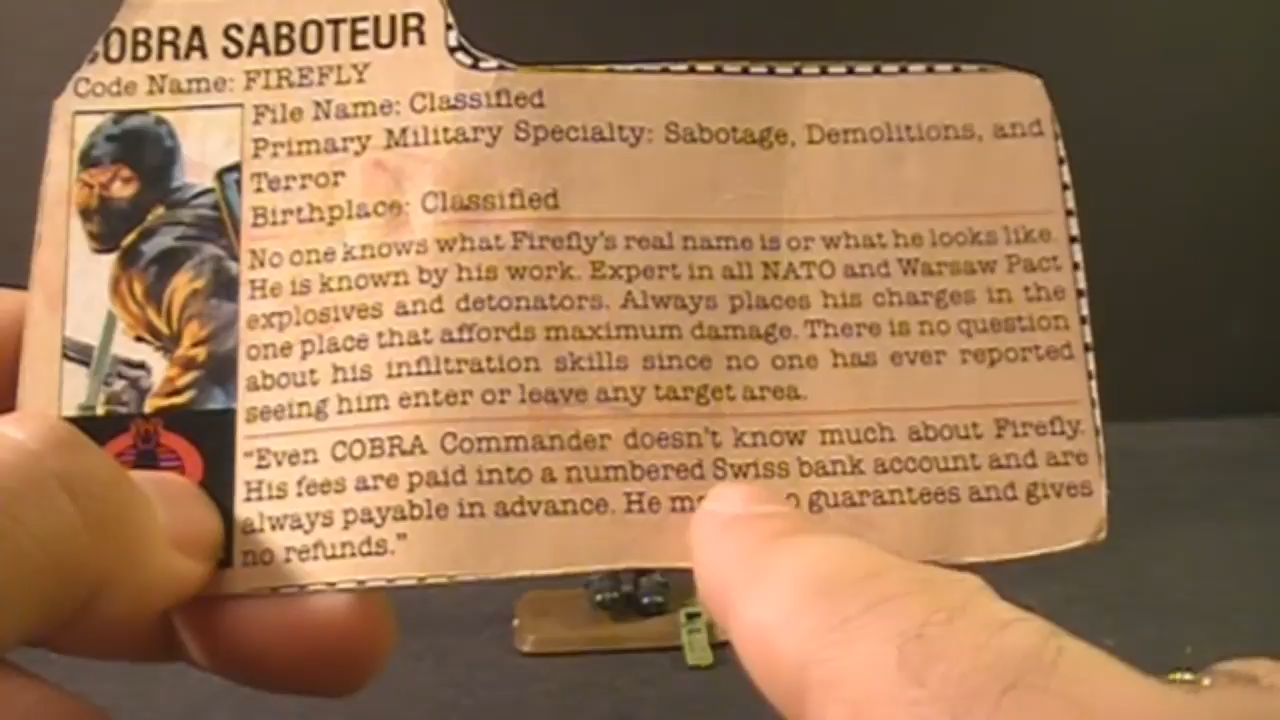 OBRA SABOTEUR
Code Name: FIREFLY
File Name: Classified
Primary Military Specialty: Sabotage, Demolitions, and
Terror
Birthplace: Classified
No one knows what Firefly's real name is or what he looks like.
He is known by his work. Expert in all NATO and Warsaw Pact
explosives and detonators. Always places his charges in the
one place that affords maximum damage. There is no question
about his infiltration skills since no one has ever reported
seeing him enter or leave any target area.
"Even COBRA Commander doesn't know much about Firefly.
His fees are paid into a numbered Swiss bank account and are
always payable in advance. He guarantees and gives
no refunds."